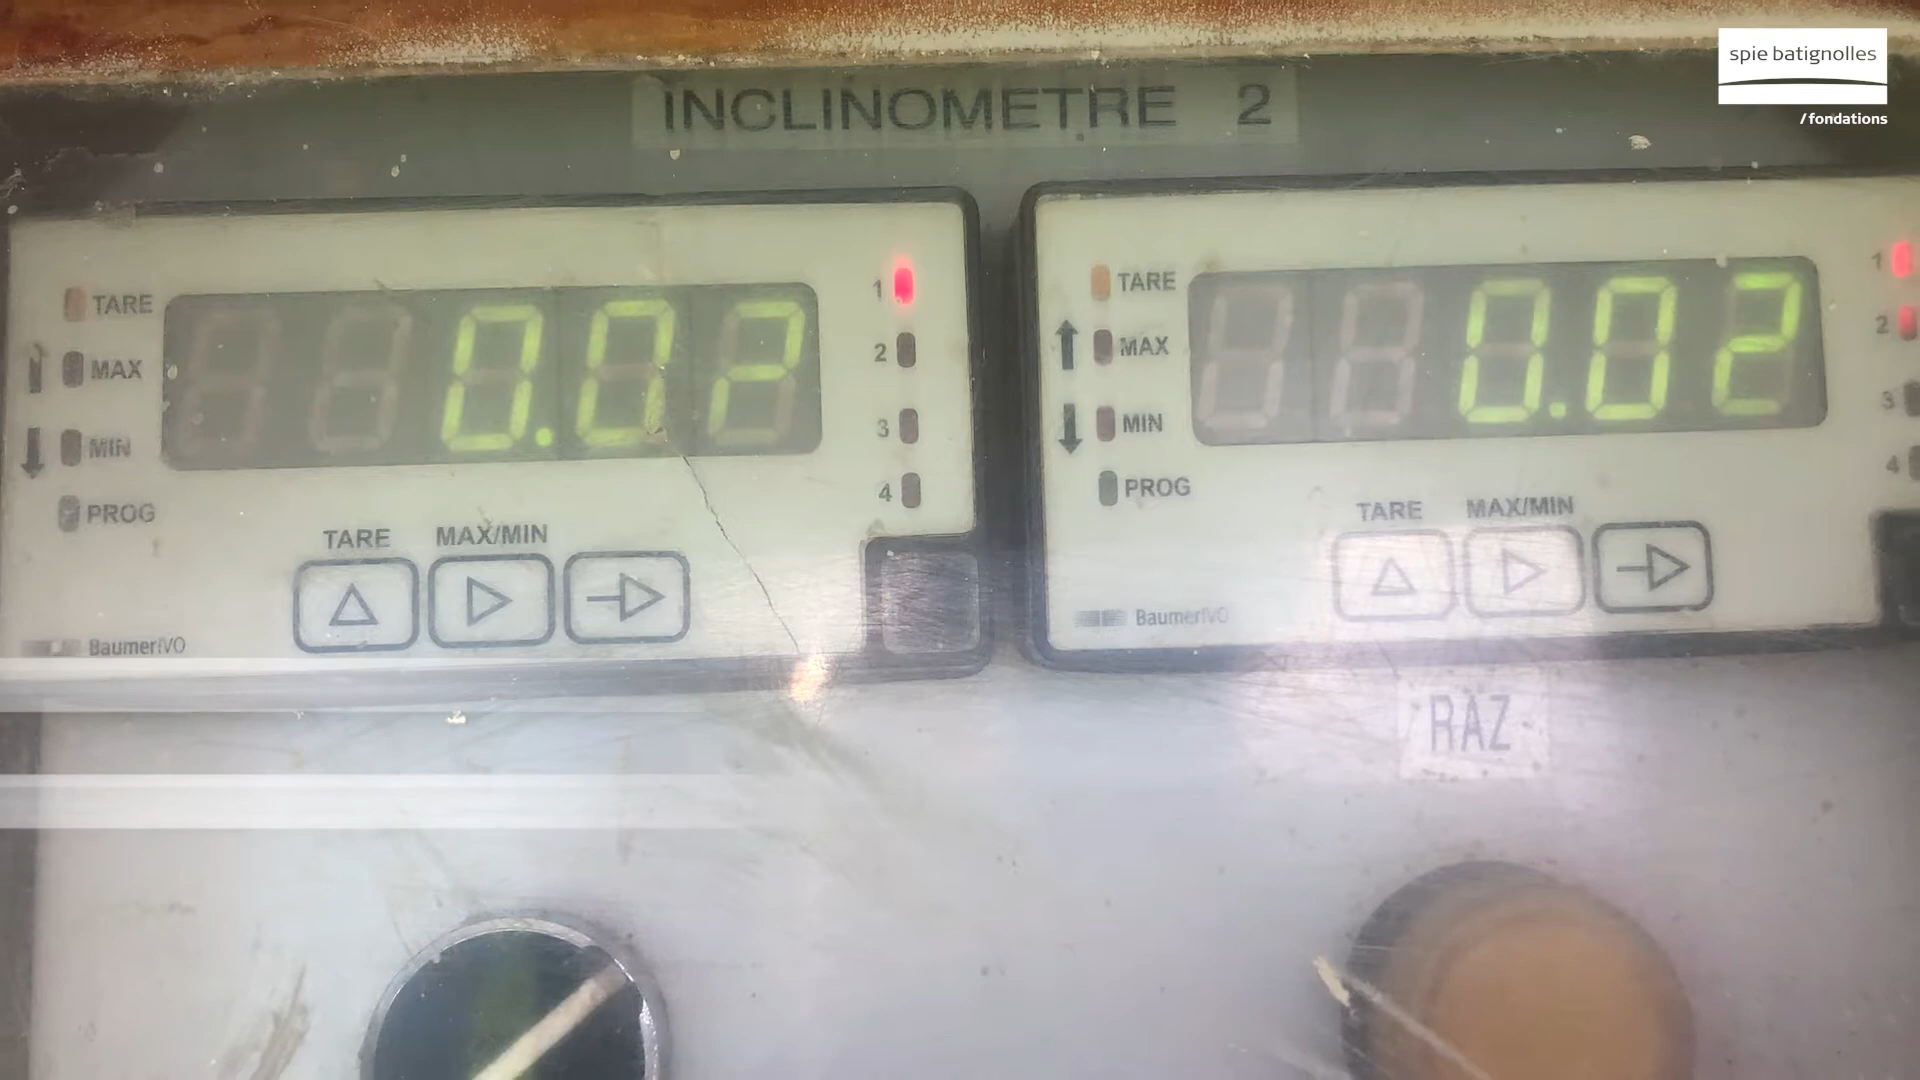 spie batignolles
/fondations
INCLINOMETRE 2
TARE
MAX
MIN
PROG
0.02
1
2
3
4
TARE MAX/MIN
BaumerIVO
TARE
MAX
MIN
PROG
0.02
1
2
3
4
TARE MAX/MIN
BaumerIVO
RAZ